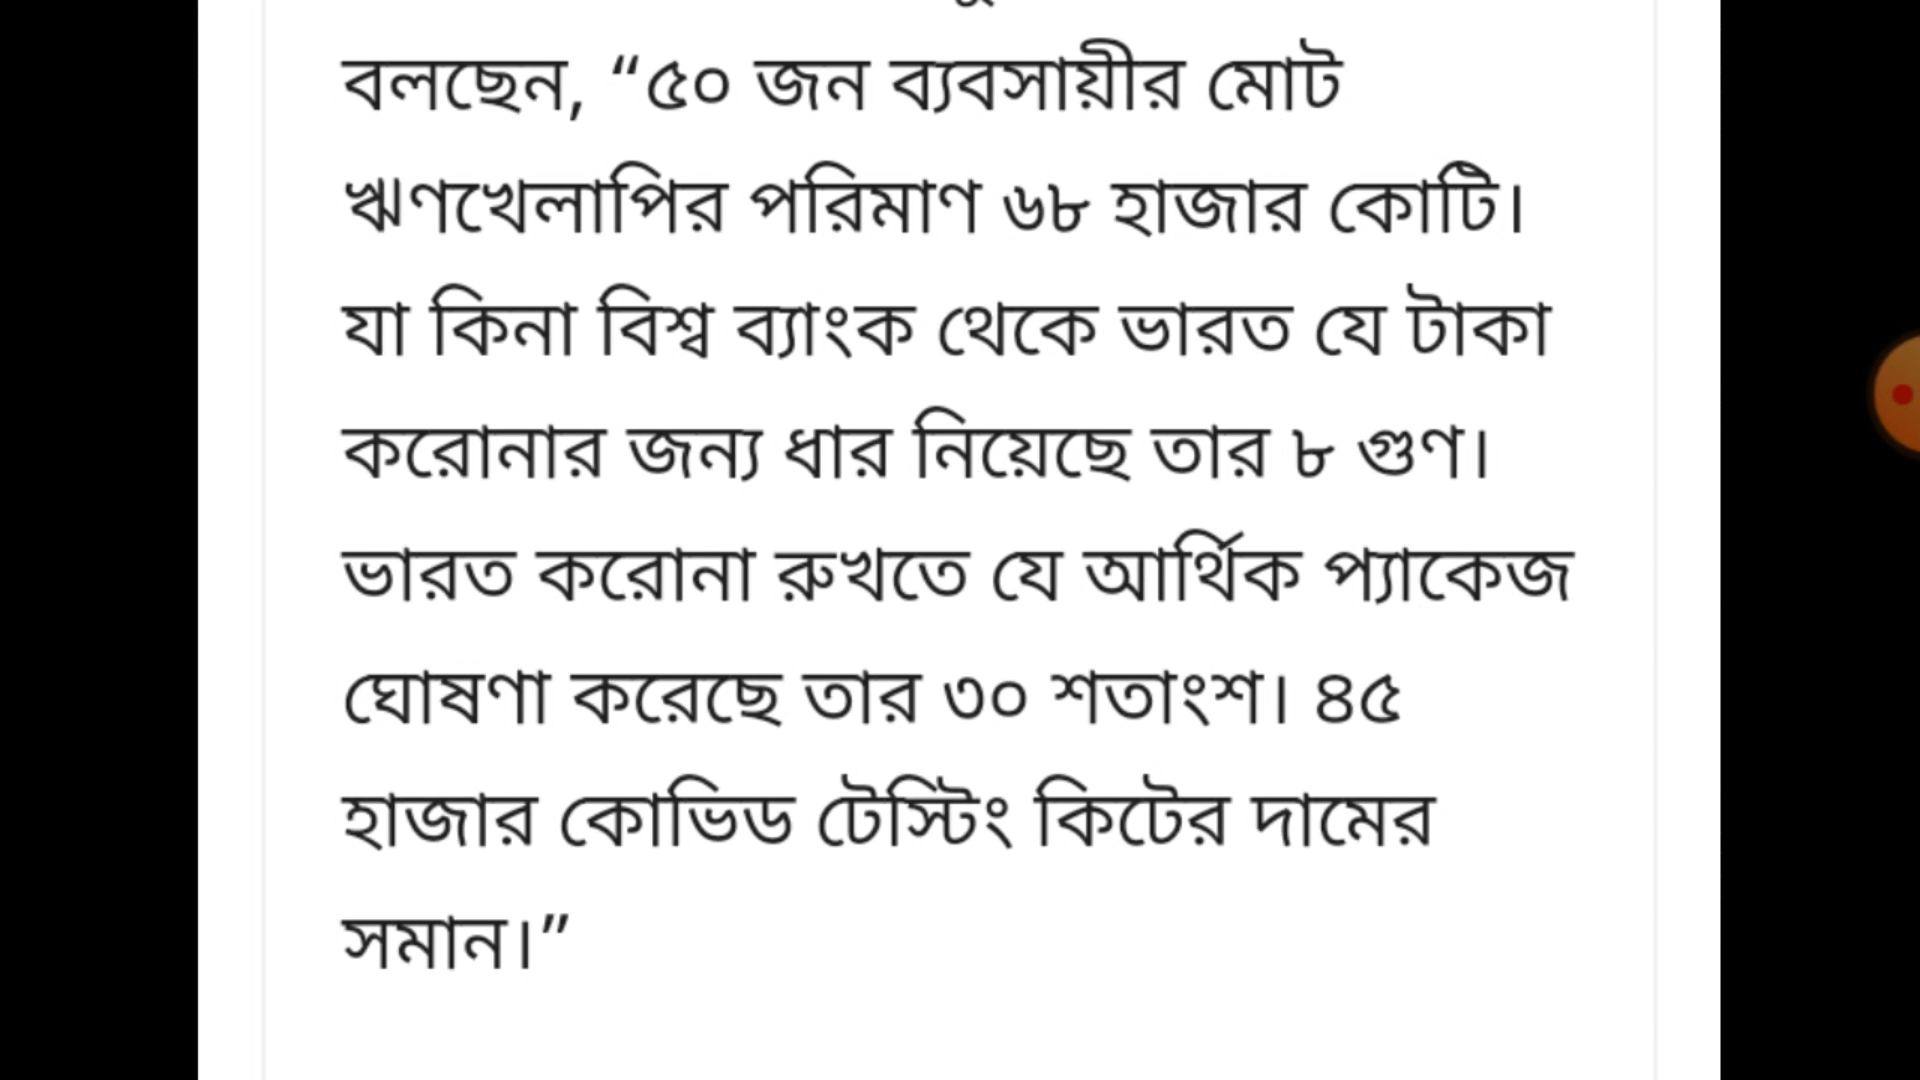 বলছেন, “৫০ জন ব্যবসায়ীর মোট
ঋণখেলাপির পরিমাণ ৬৮ হাজার কোটি।
যা কিনা বিশ্ব ব্যাংক থেকে ভারত যে টাকা
করোনার জন্য ধার নিয়েছে তার ৮ গুণ।
ভারত করোনা রুখতে যে আর্থিক প্যাকেজ
ঘোষণা করেছে তার ৩০ শতাংশ। ৪৫
হাজার কোভিড টেস্টিং কিটের দামের
সমান।”